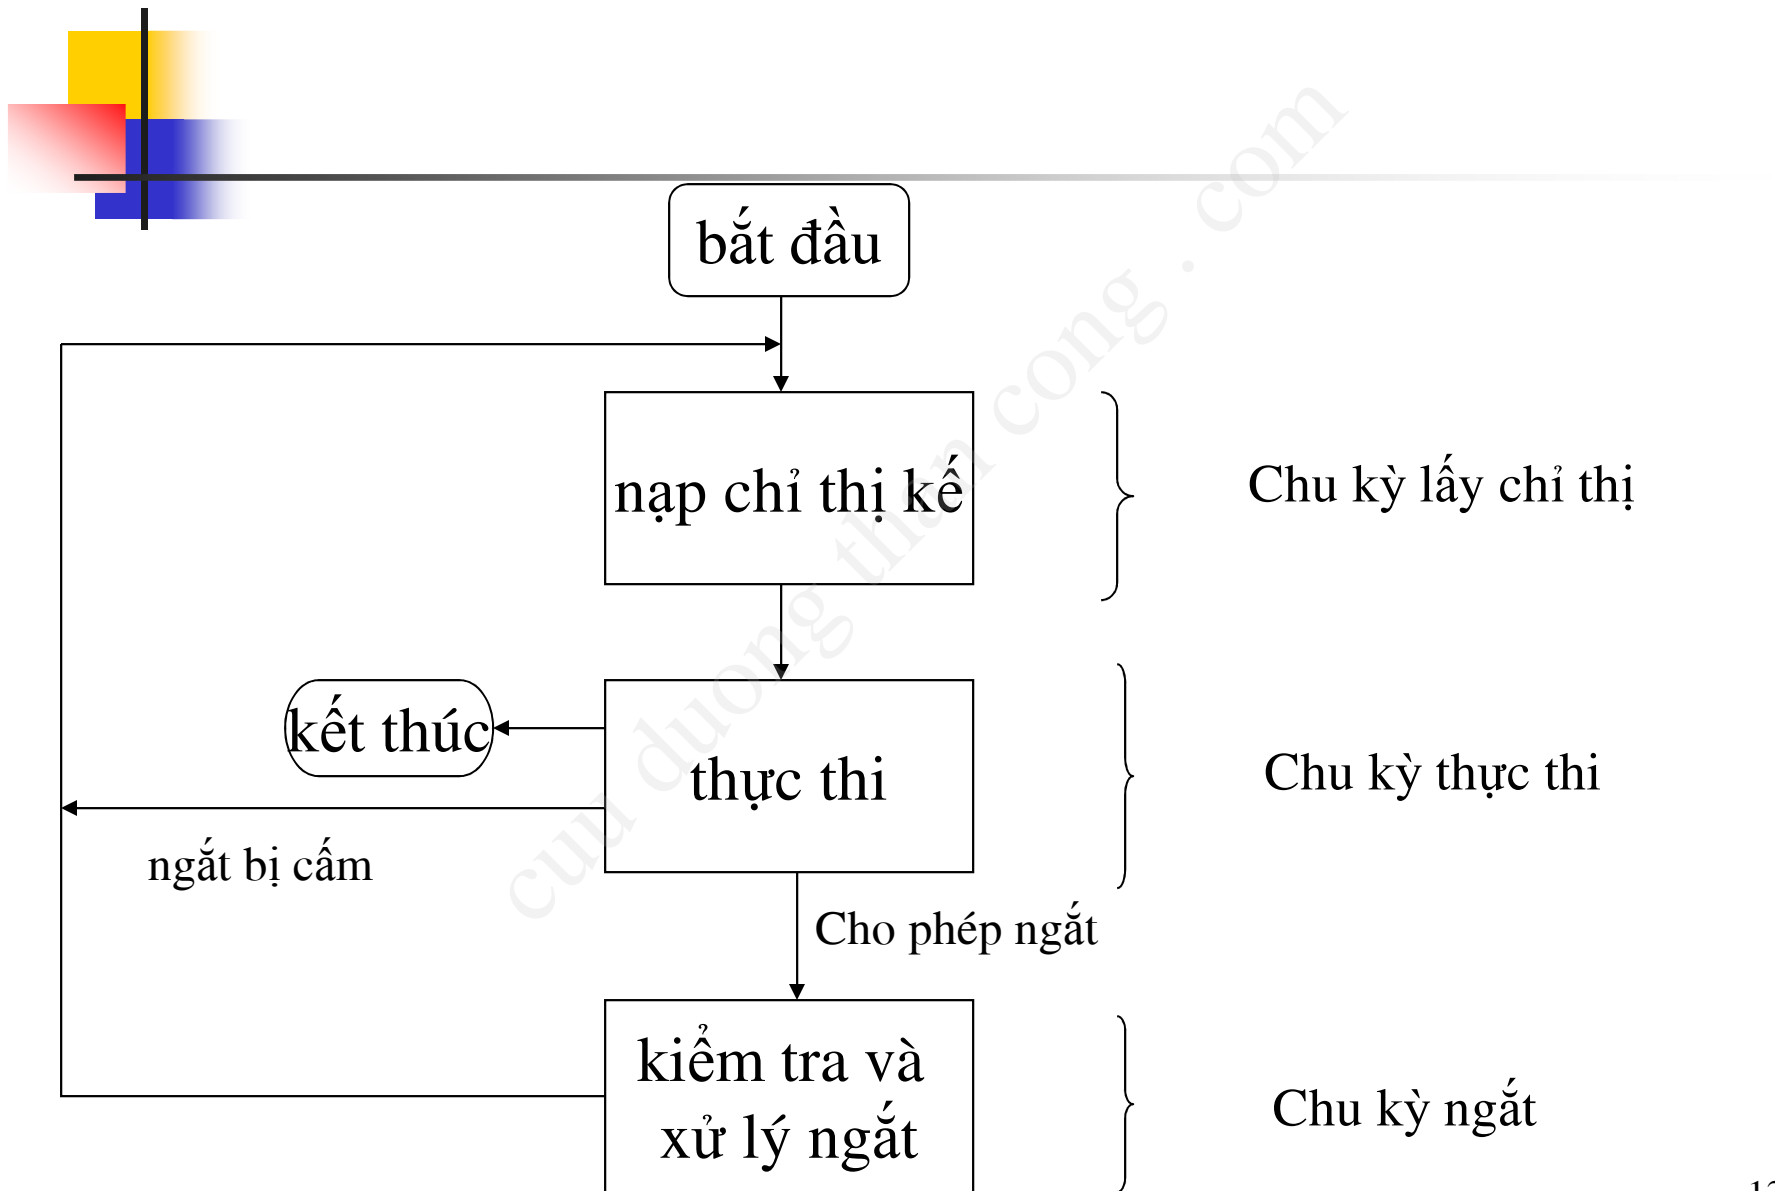 bắt đầu
nạp chỉ thị kế
Chu kỳ lấy chỉ thị
kết thúc
thực thi
Chu kỳ thực thi
ngắt bị cấm
Cho phép ngắt
kiểm tra và
xử lý ngắt
Chu kỳ ngắt
cuu duong than cong . com